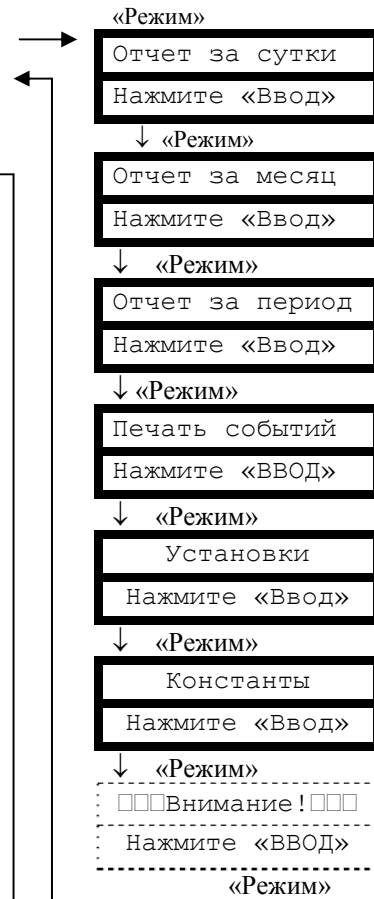 «Режим»
Отчет за сутки
Нажмите «Ввод»
↓ «Режим»
Отчет за месяц
Нажмите «Ввод»
↓ «Режим»
Отчет за период
Нажмите «Ввод»
↓ «Режим»
Печать событий
Нажмите «ВВОД»
↓ «Режим»
Установки
Нажмите «Ввод»
↓ «Режим»
Константы
Нажмите «Ввод»
↓ «Режим»
□□□Внимание!□□□
Нажмите «ВВОД»
«Режим»